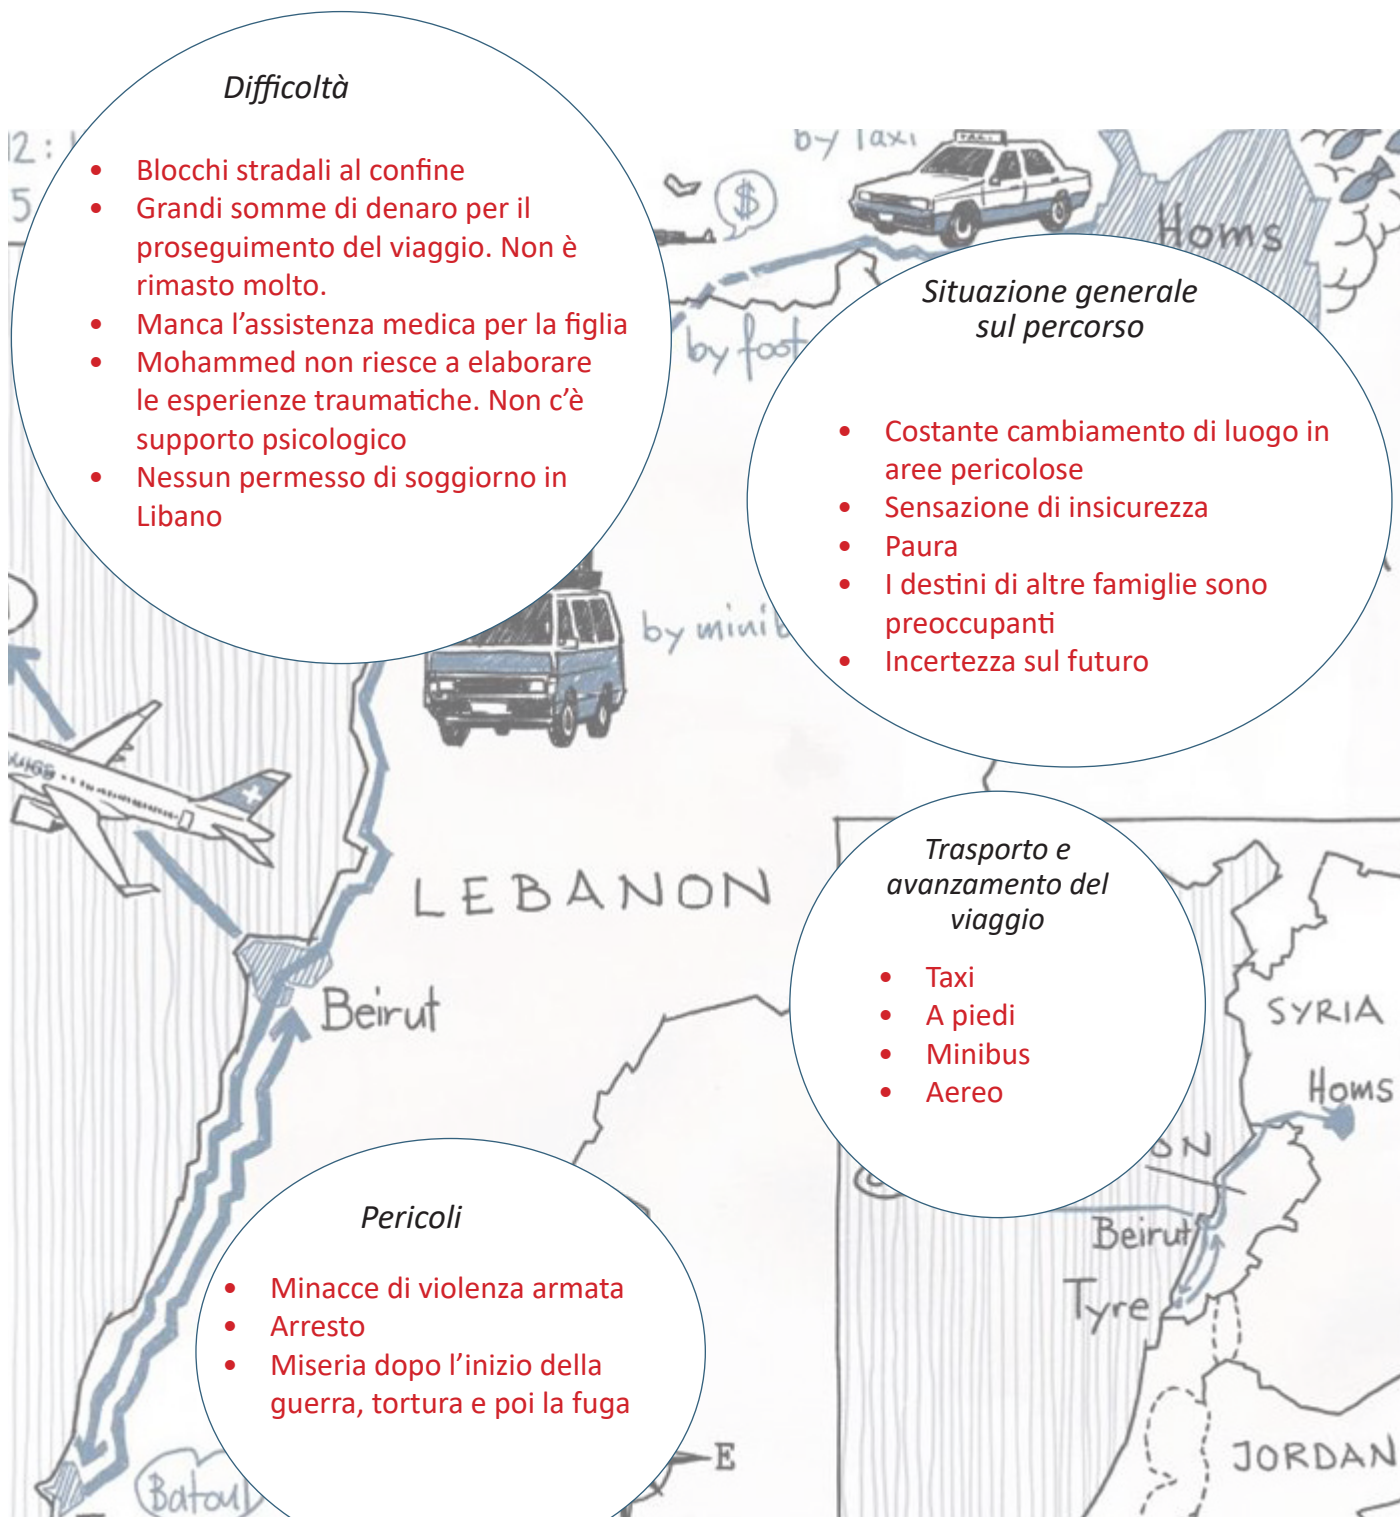 Difficoltà
• Blocchi stradali al confine
• Grandi somme di denaro per il
proseguimento del viaggio. Non è
rimasto molto.
• Manca l'assistenza medica per la figlia
• Mohammed non riesce a elaborare
le esperienze traumatiche. Non c'è
supporto psicologico
• Nessun permesso di soggiorno in
Libano
by Taxi
TAXI
$
Homs
by foot
Situazione generale
sul percorso
• Costante cambiamento di luogo in
aree pericolose
• Sensazione di insicurezza
• Paura
• I destini di altre famiglie sono
preoccupanti
• Incertezza sul futuro
by minib
LEBANON
Beirut
Trasporto e
avanzamento del
viaggio
• Taxi
• A piedi
• Minibus
• Aereo
SYRIA
Homs
ON
Beirut
Tyre
JORDAN
Pericoli
• Minacce di violenza armata
• Arresto
• Miseria dopo l'inizio della
guerra, tortura e poi la fuga
E
Batoul